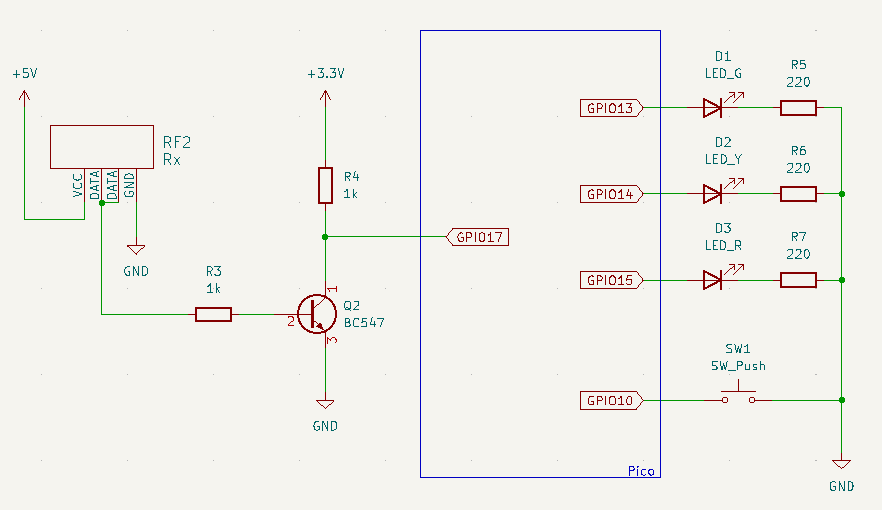 +5V
RF2
Rx
VCC
DATA
DATA
GND
GND
R3
1k
+3.3V
R4
1k
1
2
3
Q2
BC547
GND
GPIO17
Pico
GPIO13
D1
LED_G
R5
220
GPIO14
D2
LED_Y
R6
220
GPIO15
D3
LED_R
R7
220
GPIO10
SW1
SW_Push
GND